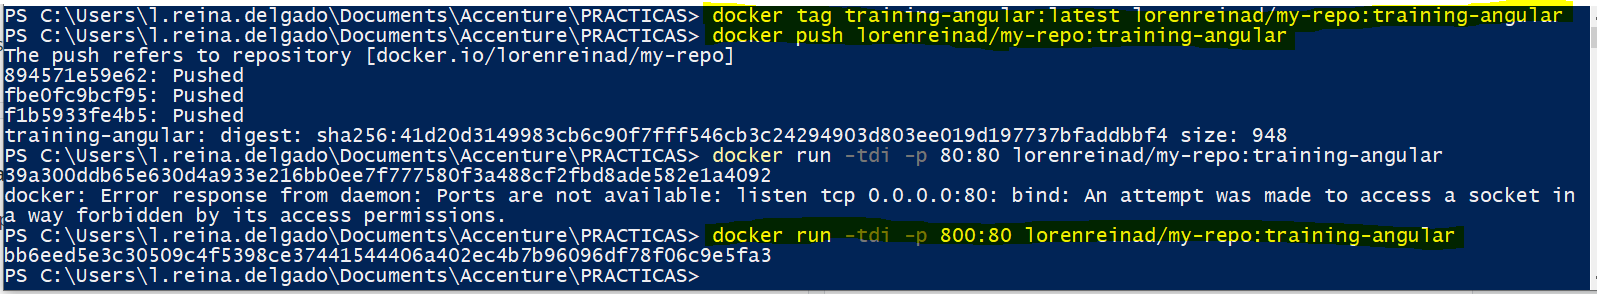 PS C:\Users\l.reina.delgado\Documents\Accenture\PRACTICAS> docker tag training-angular:latest lorenreinad/my-repo:training-angular
PS C:\Users\l.reina.delgado\Documents\Accenture\PRACTICAS> docker push lorenreinad/my-repo:training-angular
The push refers to repository [docker.io/lorenreinad/my-repo]
894571e59e62: Pushed
fbe0fc9bcf95: Pushed
f1b5933fe4b5: Pushed
training-angular: digest: sha256:41d20d3149983cb6c90f7fff546cb3c24294903d803ee019d197737bfaddbbf4 size: 948
PS C:\Users\l.reina.delgado\Documents\Accenture\PRACTICAS> docker run -tdi -p 80:80 lorenreinad/my-repo:training-angular
39a300ddb65e630d4a933e216bb0ee7f777580f3a488cf2fbd8ade582e1a4092
docker: Error response from daemon: Ports are not available: listen tcp 0.0.0.0:80: bind: An attempt was made to access a socket in
a way forbidden by its access permissions.
PS C:\Users\l.reina.delgado\Documents\Accenture\PRACTICAS> docker run -tdi -p 800:80 lorenreinad/my-repo:training-angular
bb6eed5e3c30509c4f5398ce37441544406a402ec4b7b96096df78f06c9e5fa3
PS C:\Users\l.reina.delgado\Documents\Accenture\PRACTICAS>